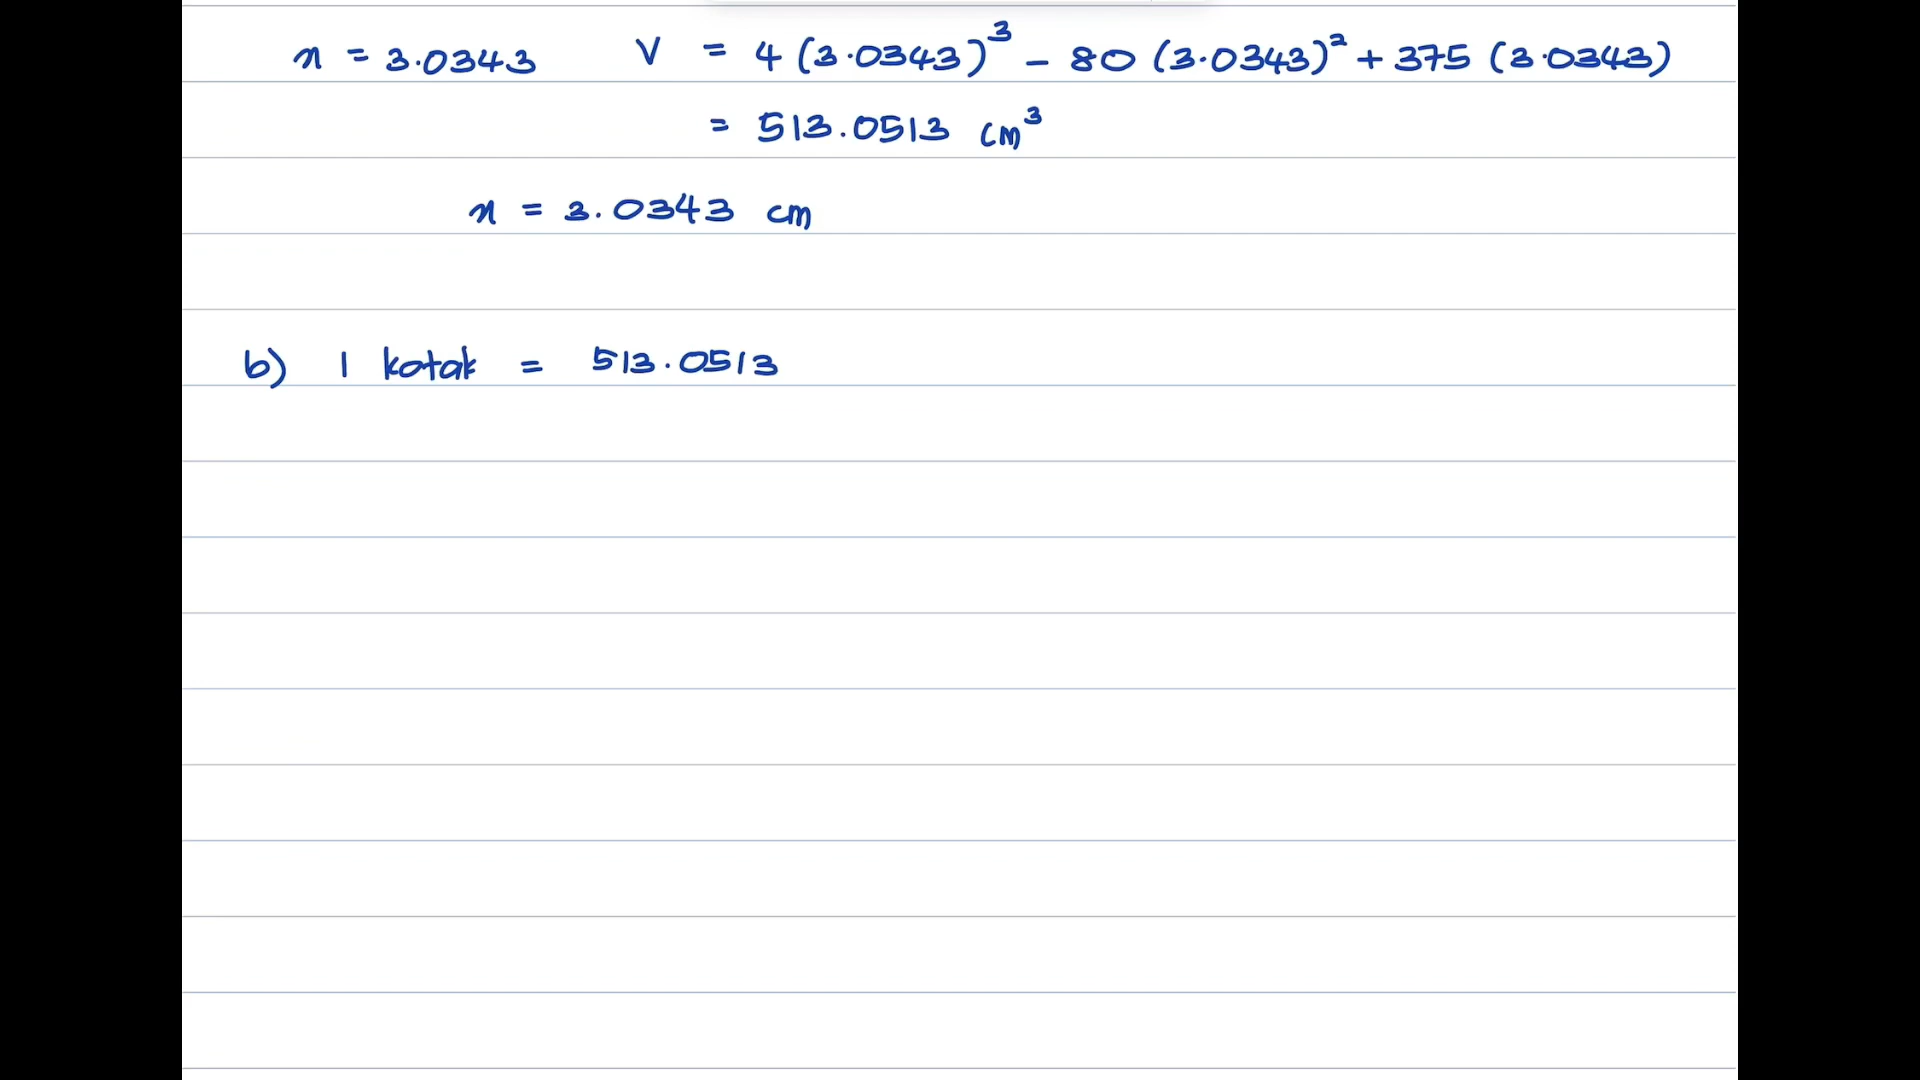 x = 3.0343 V = 4 (3.0343)³ - 80 (3.0343)² + 375 (3.0343)
= 513.0513 cm³
x = 3.0343 cm
b) 1 kotak = 513.0513